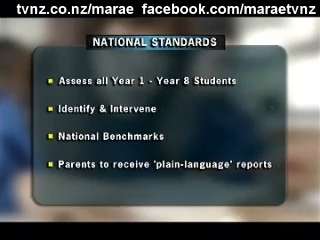 tvnz.co.nz/marae facebook.com/maraetvnz
NATIONAL STANDARDS
Assess all Year 1 - Year 8 Students
Identify & Intervene
National Benchmarks
Parents to receive 'plain-language' reports